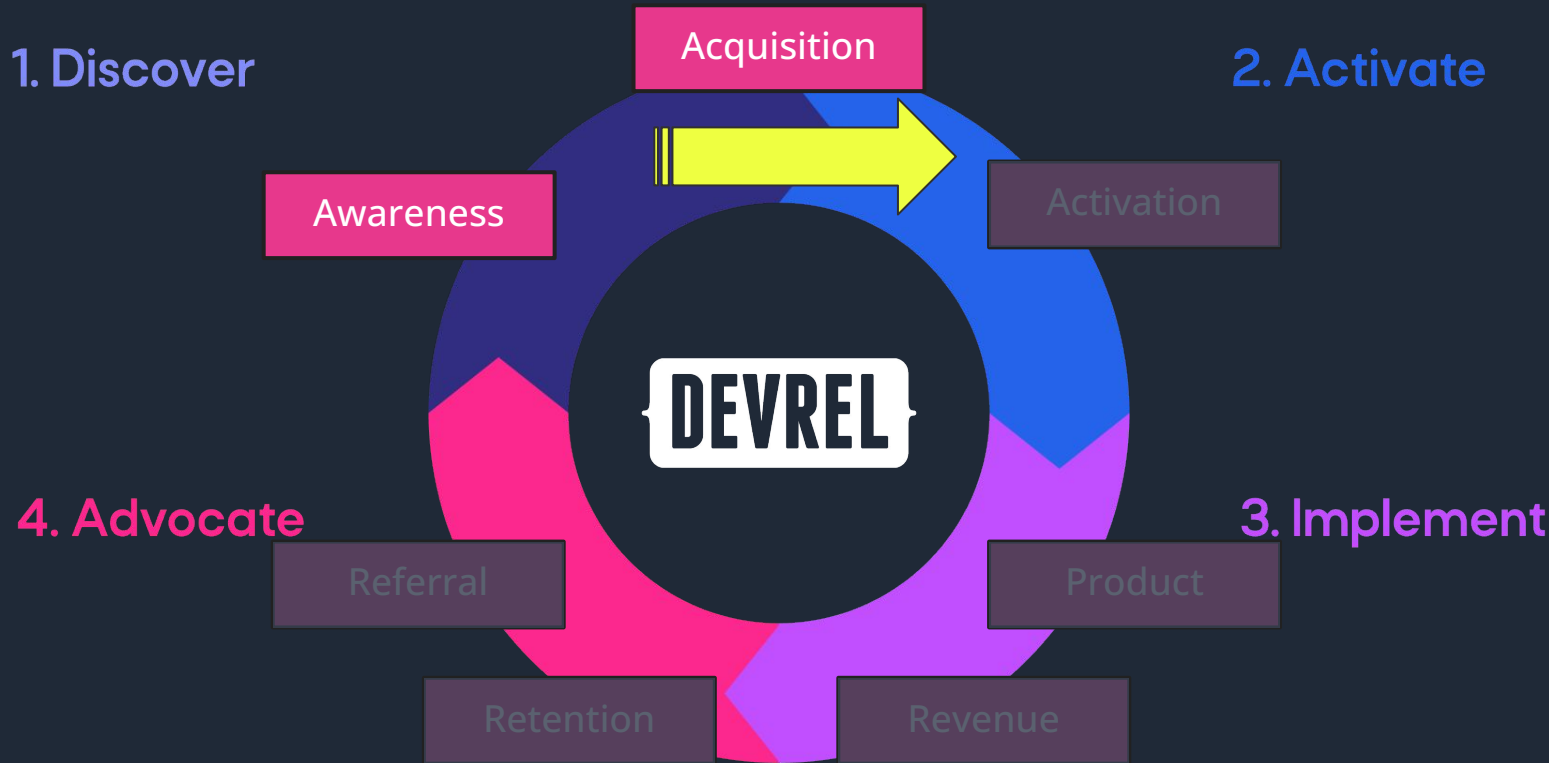 Acquisition
1. Discover
2. Activate
Awareness
Activation
{DEVREL}
4. Advocate
3. Implement
Referral
Product
Retention
Revenue